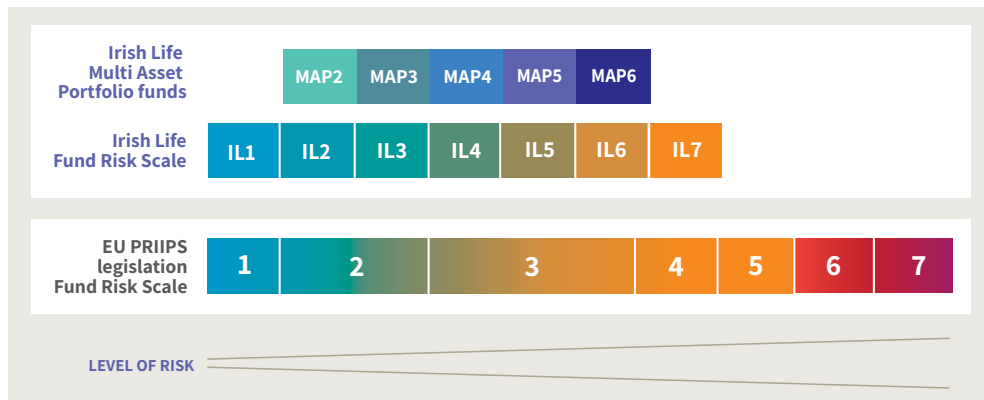 Irish Life
Multi Asset
Portfolio funds
MAP2 MAP3 MAP4 MAP5 MAP6
Irish Life
Fund Risk Scale
IL1 IL2 IL3 IL4 IL5 IL6 IL7
EU PRIIPS
legislation
Fund Risk Scale
1 2 3 4 5 6 7
LEVEL OF RISK